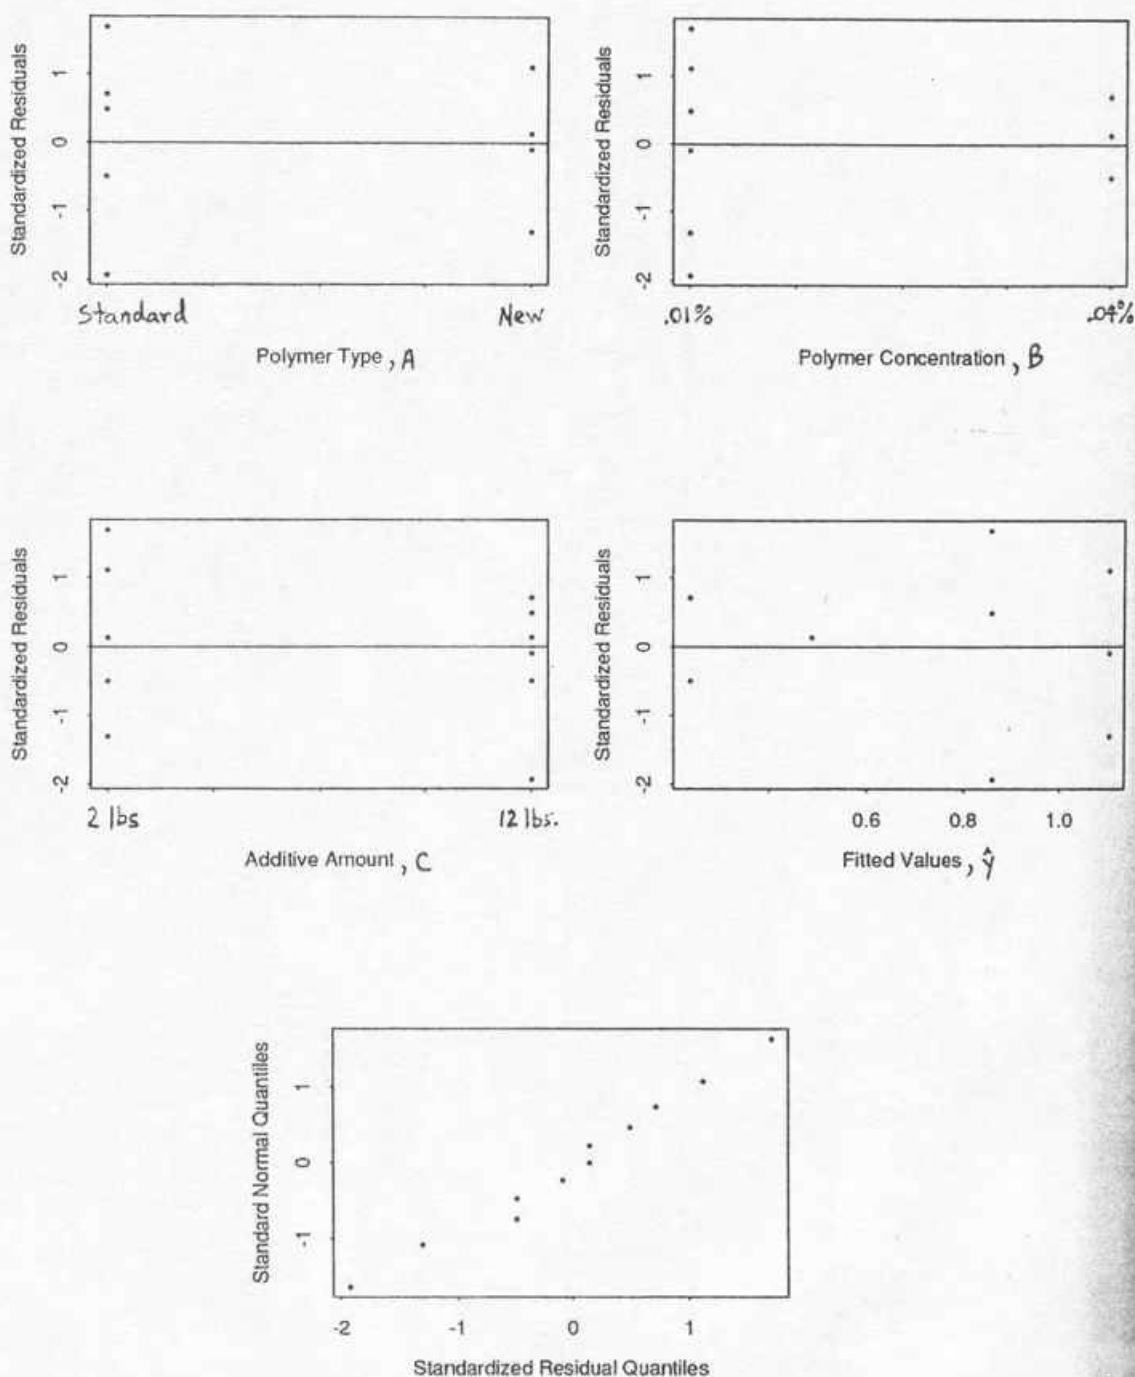 Standardized Residuals
1
0
-1
-2
Standard
New
Polymer Type , A
Standardized Residuals
1
0
-1
-2
.01%
.04%
Polymer Concentration , B
Standardized Residuals
1
0
-1
-2
2 lbs
12 lbs.
Additive Amount , C
Standardized Residuals
1
0
-1
-2
0.6
0.8
1.0
Fitted Values , ŷ
Standard Normal Quantiles
1
0
-1
-2
-1
0
1
Standardized Residual Quantiles